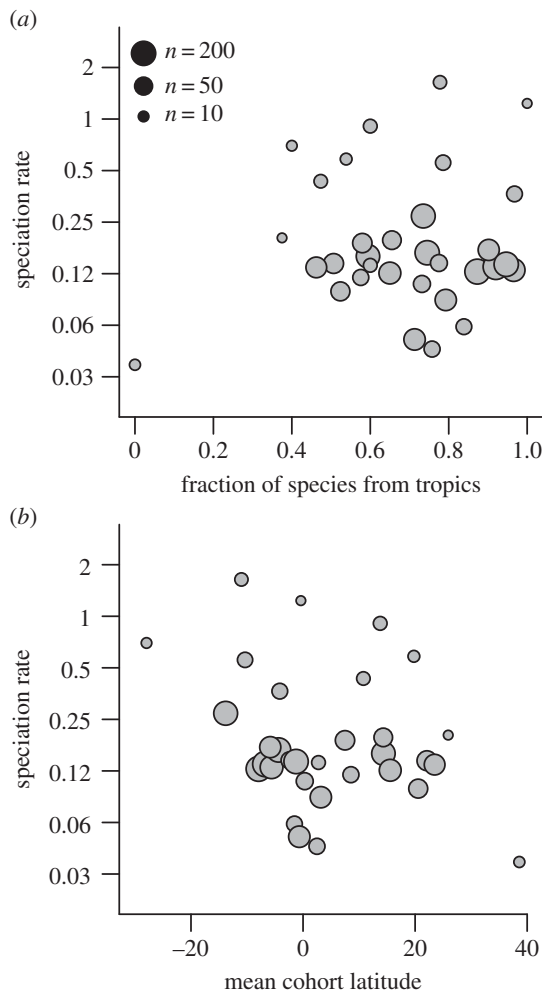 (a)
n = 200
n = 50
n = 10
2
1
0.5
0.25
0.12
0.06
0.03
speciation rate
0 0.2 0.4 0.6 0.8 1.0
fraction of species from tropics
(b)
2
1
0.5
0.25
0.12
0.06
0.03
speciation rate
−20 0 20 40
mean cohort latitude